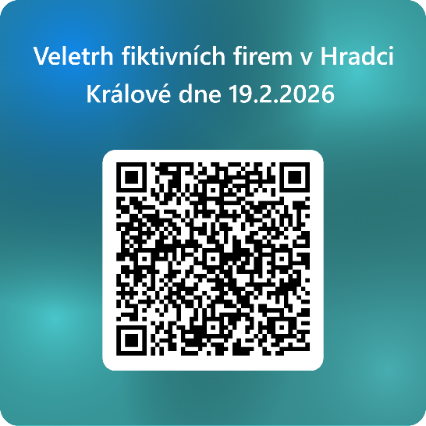 Veletrh fiktivních firem v Hradci
Králové dne 19.2.2026